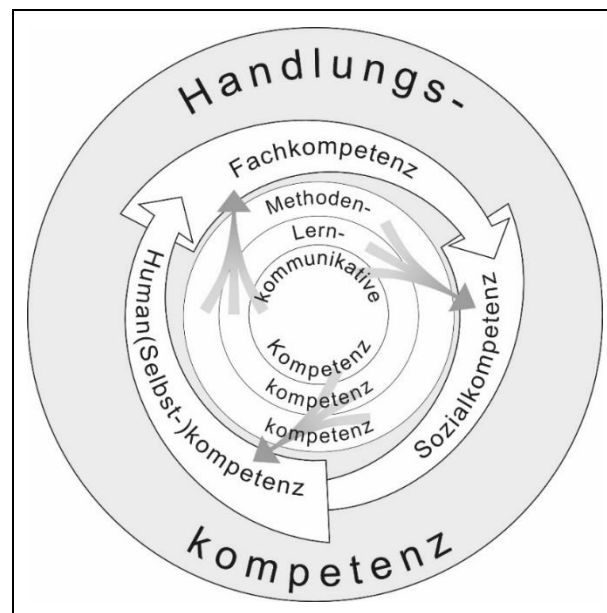 Handlungs-
Fachkompetenz
Methoden-
Lern-
kommunikative
Kompetenz
kompetenz
kompetenz
Human(Selbst-)kompetenz
Sozialkompetenz
kompetenz